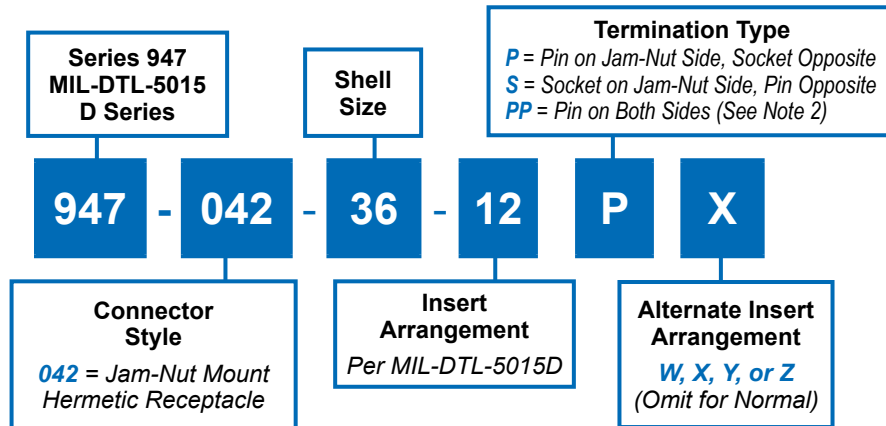 Series 947
MIL-DTL-5015
D Series
Shell
Size
Termination Type
P = Pin on Jam-Nut Side, Socket Opposite
S = Socket on Jam-Nut Side, Pin Opposite
PP = Pin on Both Sides (See Note 2)
947 - 042 - 36 - 12 P X
Connector
Style
042 = Jam-Nut Mount
Hermetic Receptacle
Insert
Arrangement
Per MIL-DTL-5015D
Alternate Insert
Arrangement
W, X, Y, or Z
(Omit for Normal)